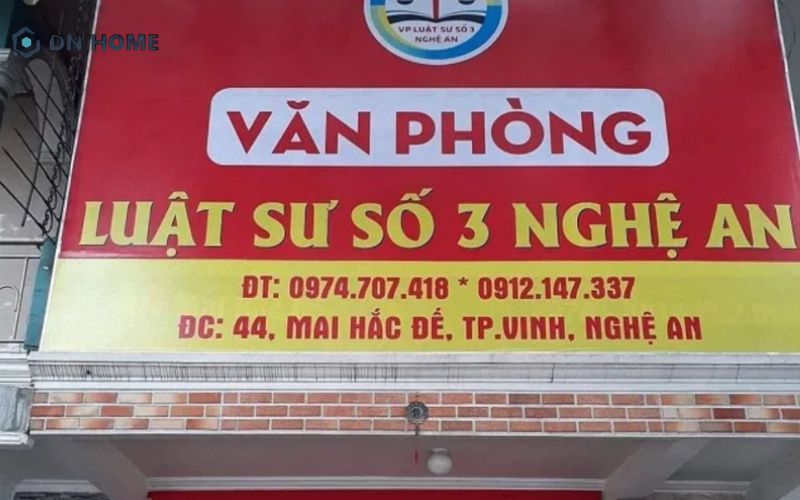 DN HOME
VP LUẬT SƯ SỐ 3
NGHỆ AN
VĂN PHÒNG
LUẬT SƯ SỐ 3 NGHỆ AN
ĐT: 0974.707.418 * 0912.147.337
ĐC: 44, MAI HẮC ĐẾ, TP.VINH, NGHỆ AN